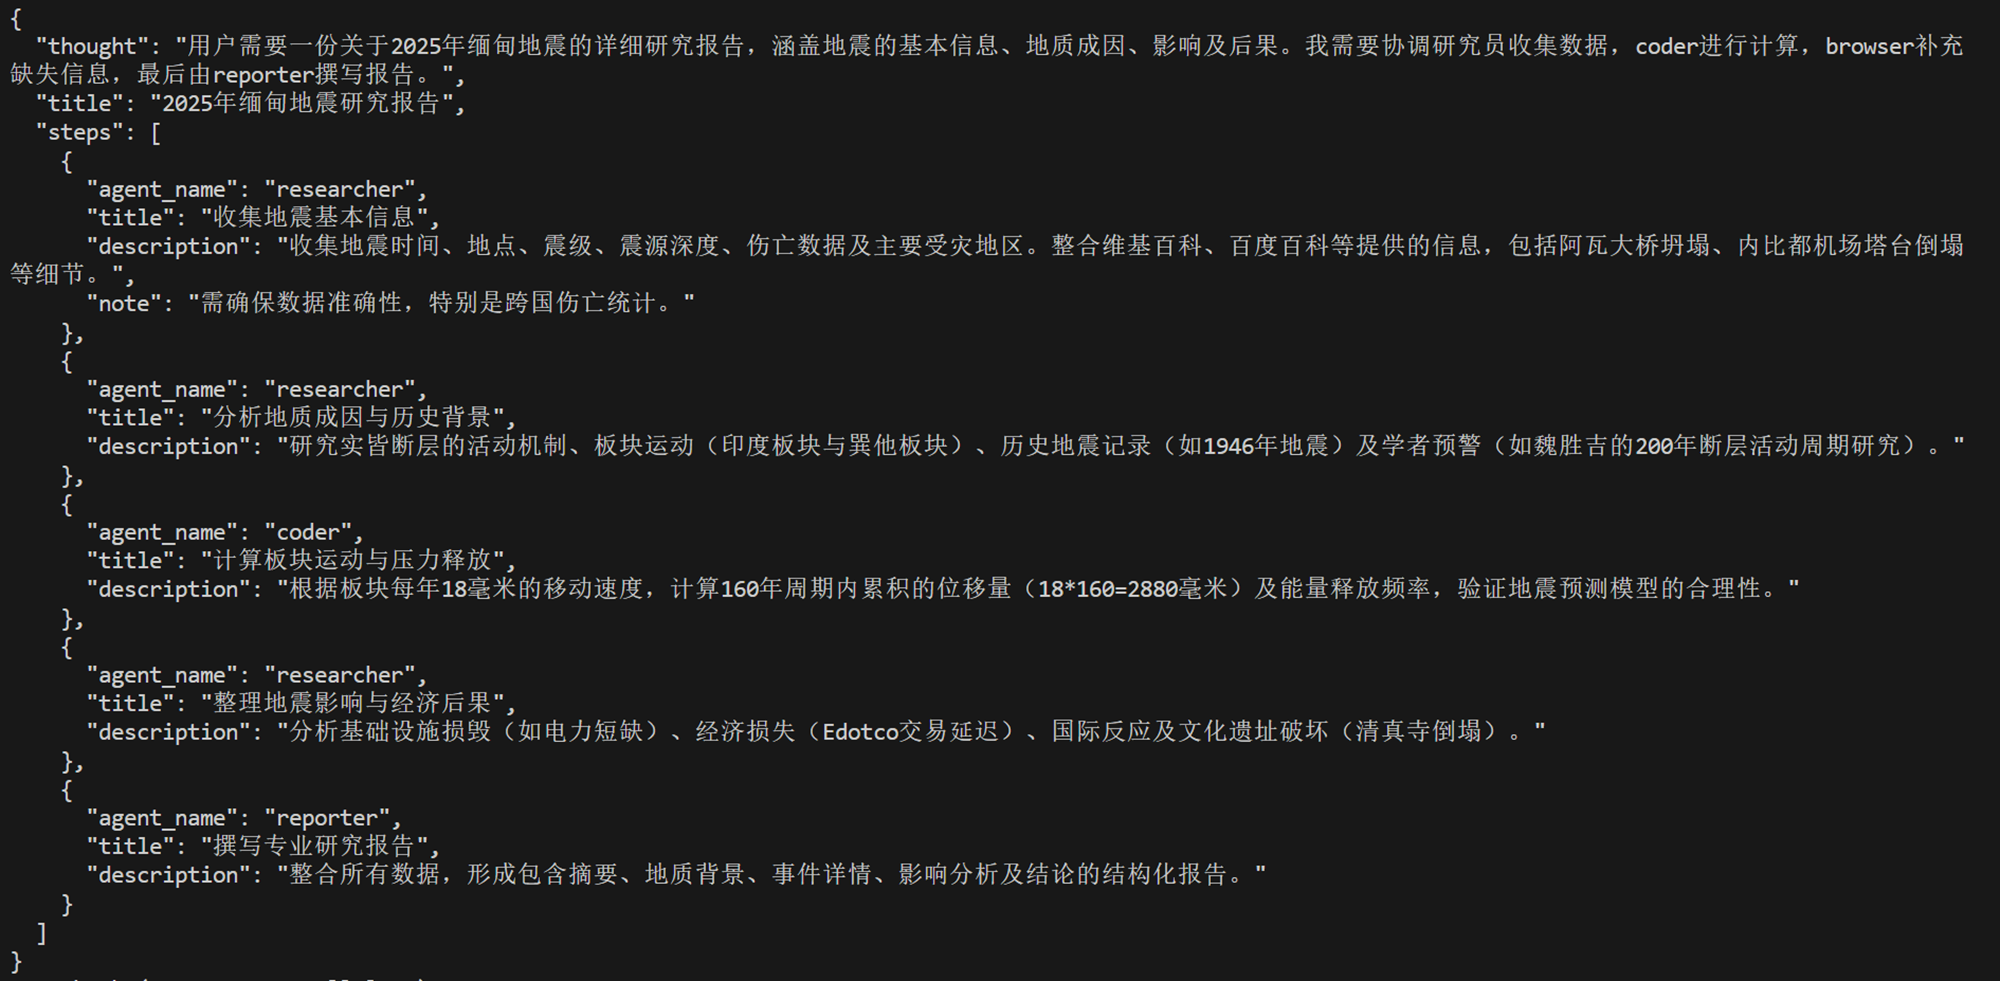 {
"thought": "用户需要一份关于2025年缅甸地震的详细研究报告，涵盖地震的基本信息、地质成因、影响及后果。我需要协调研究员收集数据，coder进行计算，browser补充
缺失信息，最后由reporter撰写报告。",
"title": "2025年缅甸地震研究报告",
"steps": [
{
"agent_name": "researcher",
"title": "收集地震基本信息",
"description": "收集地震时间、地点、震级、震源深度、伤亡数据及主要受灾地区。整合维基百科、百度百科等提供的信息，包括阿瓦大桥坍塌、内比都机场塔台倒塌
等细节。",
"note": "需确保数据准确性，特别是跨国伤亡统计。"
},
{
"agent_name": "researcher",
"title": "分析地质成因与历史背景",
"description": "研究实皆断层的活动机制、板块运动（印度板块与巽他板块）、历史地震记录（如1946年地震）及学者预警（如魏胜吉的200年断层活动周期研究）。"
},
{
"agent_name": "coder",
"title": "计算板块运动与压力释放",
"description": "根据板块每年18毫米的移动速度，计算160年周期内累积的位移量（18*160=2880毫米）及能量释放频率，验证地震预测模型的合理性。"
},
{
"agent_name": "researcher",
"title": "整理地震影响与经济后果",
"description": "分析基础设施损毁（如电力短缺）、经济损失（Edotco交易延迟）、国际反应及文化遗址破坏（清真寺倒塌）。"
},
{
"agent_name": "reporter",
"title": "撰写专业研究报告",
"description": "整合所有数据，形成包含摘要、地质背景、事件详情、影响分析及结论的结构化报告。"
}
]
}